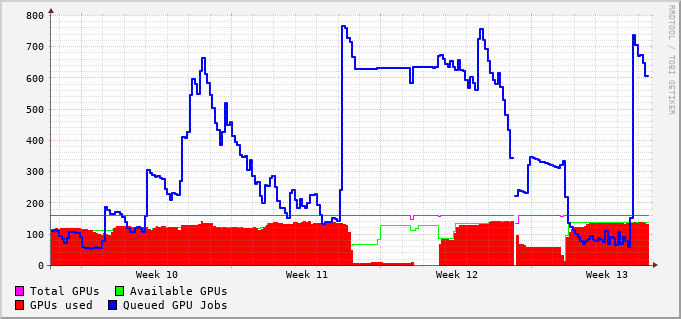 800
700
600
500
400
300
200
100
0
Week 10 Week 11 Week 12 Week 13
Total GPUs Available GPUs
GPUs used Queued GPU Jobs
RRDTOOL / TOBI OETIKER